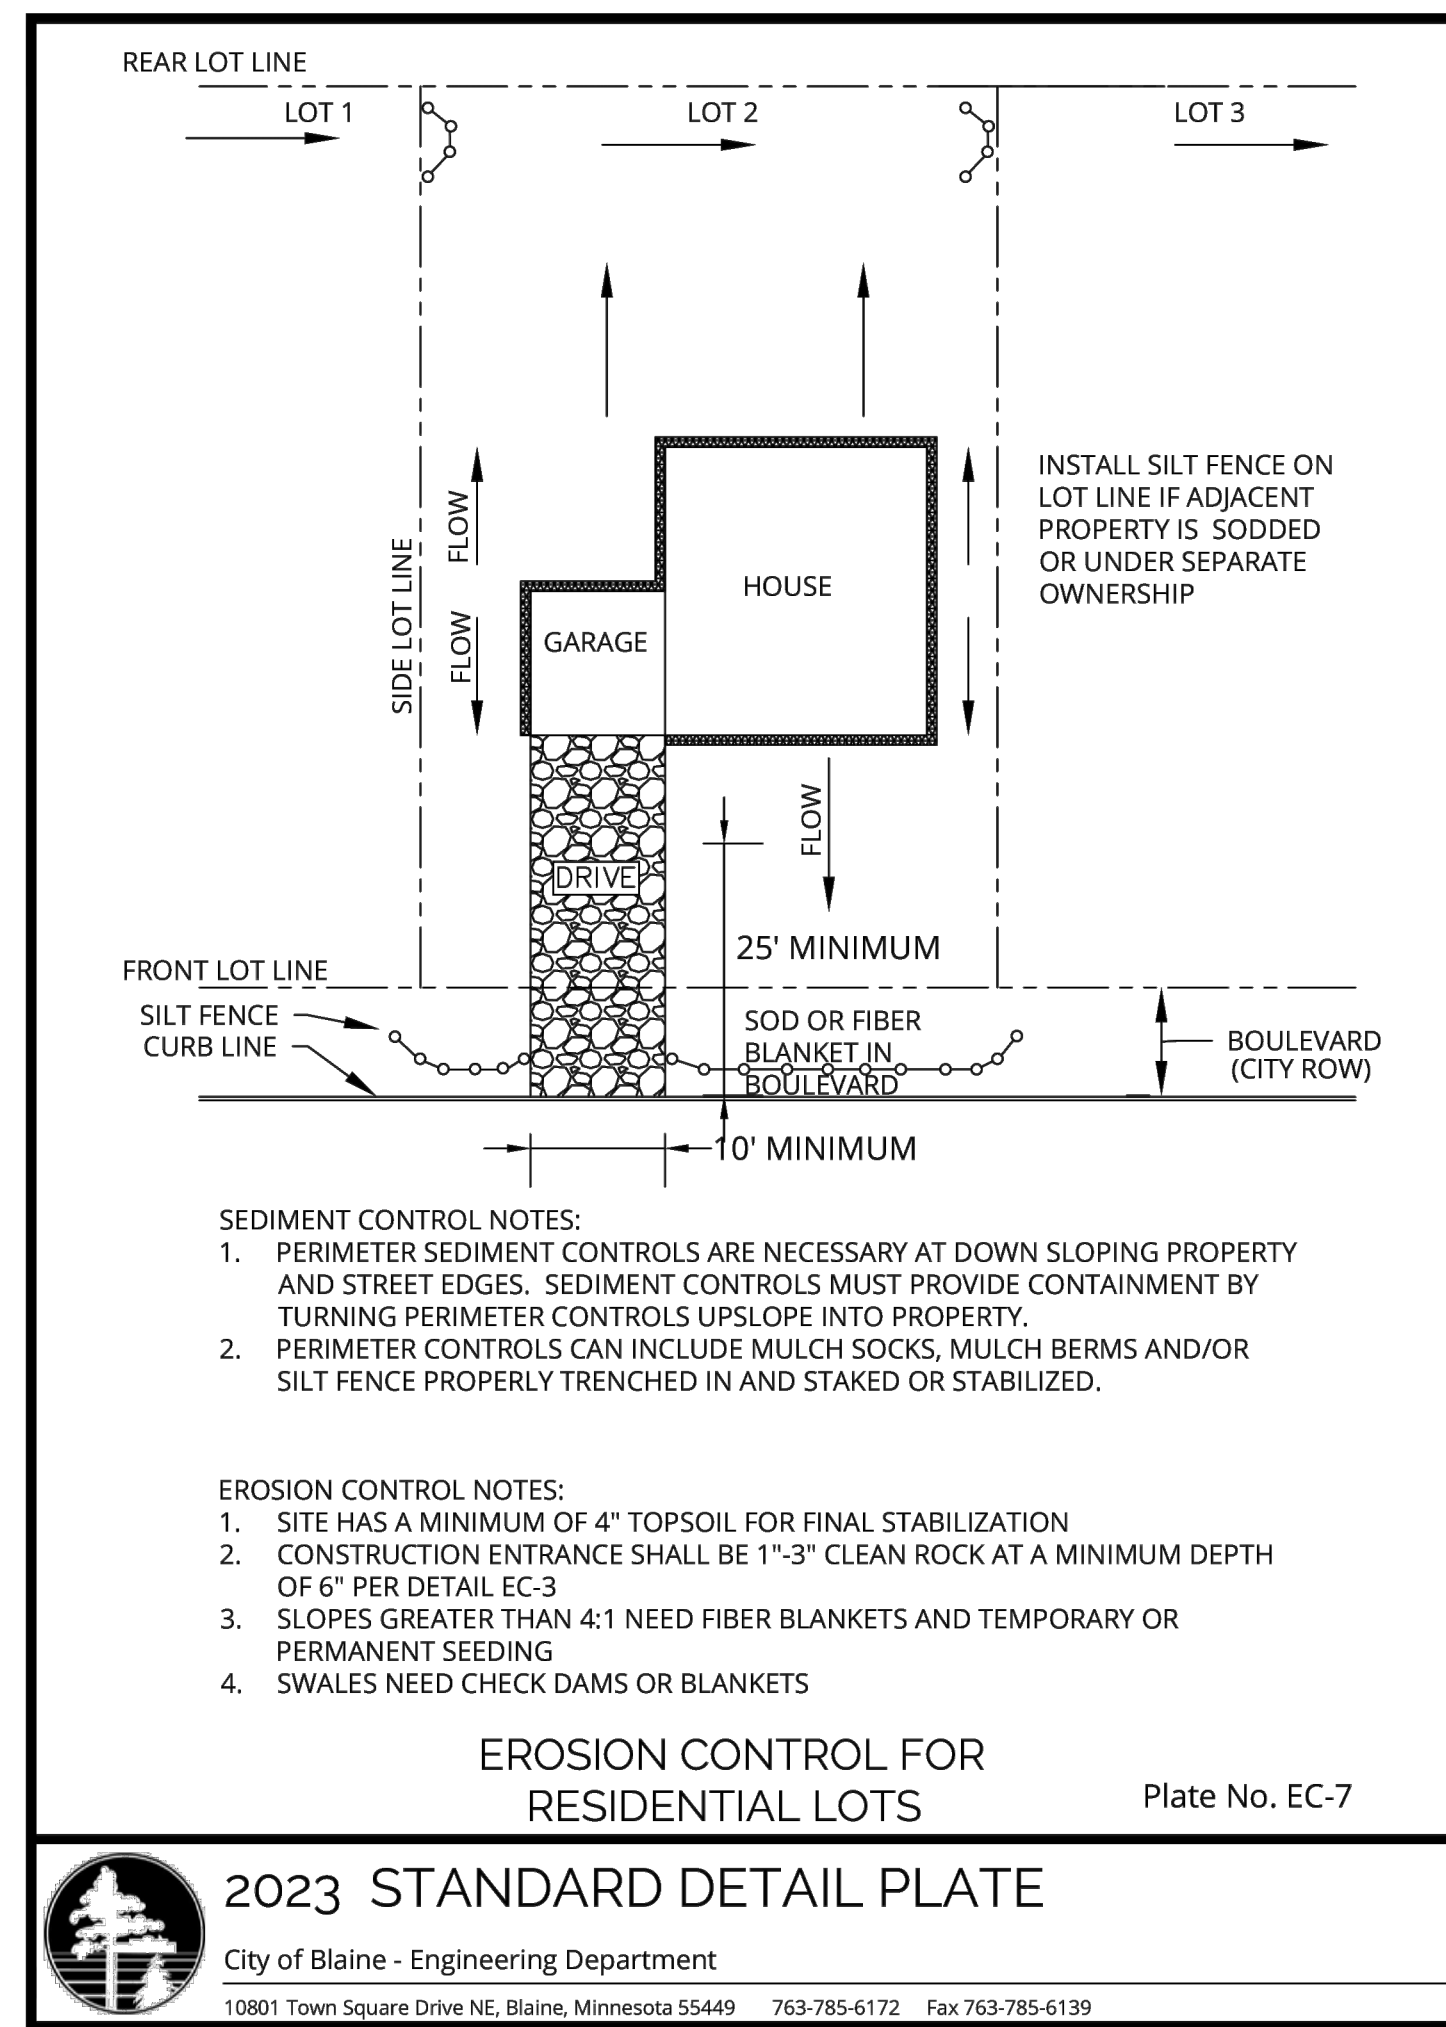 REAR LOT LINE
LOT 1
LOT 2
LOT 3
INSTALL SILT FENCE ON
LOT LINE IF ADJACENT
PROPERTY IS SODDED
OR UNDER SEPARATE
OWNERSHIP
FLOW
SIDE LOT LINE
FLOW
HOUSE
GARAGE
FLOW
DRIVE
25' MINIMUM
FRONT LOT LINE
SILT FENCE
CURB LINE
SOD OR FIBER
BLANKET IN
BOULEVARD
BOULEVARD
(CITY ROW)
10' MINIMUM
SEDIMENT CONTROL NOTES:
1. PERIMETER SEDIMENT CONTROLS ARE NECESSARY AT DOWN SLOPING PROPERTY
AND STREET EDGES. SEDIMENT CONTROLS MUST PROVIDE CONTAINMENT BY
TURNING PERIMETER CONTROLS UPSLOPE INTO PROPERTY.
2. PERIMETER CONTROLS CAN INCLUDE MULCH SOCKS, MULCH BERMS AND/OR
SILT FENCE PROPERLY TRENCHED IN AND STAKED OR STABILIZED.
EROSION CONTROL NOTES:
1. SITE HAS A MINIMUM OF 4" TOPSOIL FOR FINAL STABILIZATION
2. CONSTRUCTION ENTRANCE SHALL BE 1"-3" CLEAN ROCK AT A MINIMUM DEPTH
OF 6" PER DETAIL EC-3
3. SLOPES GREATER THAN 4:1 NEED FIBER BLANKETS AND TEMPORARY OR
PERMANENT SEEDING
4. SWALES NEED CHECK DAMS OR BLANKETS
EROSION CONTROL FOR
RESIDENTIAL LOTS
Plate No. EC-7
2023 STANDARD DETAIL PLATE
City of Blaine - Engineering Department
10801 Town Square Drive NE, Blaine, Minnesota 55449 763-785-6172 Fax 763-785-6139